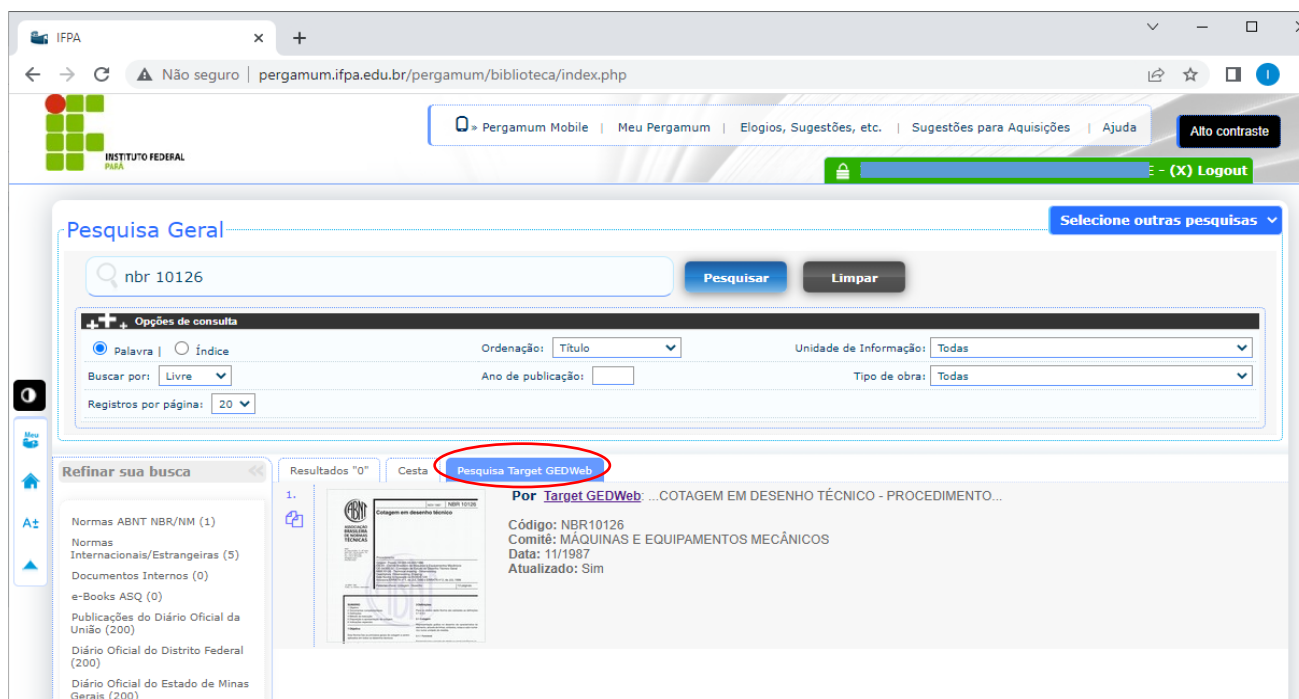 IFPA
Não seguro | pergamum.ifpa.edu.br/pergamum/biblioteca/index.php
I
INSTITUTO FEDERAL
PARÁ
» Pergamum Mobile | Meu Pergamum | Elogios, Sugestões, etc. | Sugestões para Aquisições | Ajuda
Alto contraste
E - (X) Logout
Pesquisa Geral
Selecione outras pesquisas
nbr 10126
Pesquisar
Limpar
Opções de consulta
Palavra | Índice
Ordenação: Título
Unidade de Informação: Todas
Buscar por: Livre
Ano de publicação:
Tipo de obra: Todas
Registros por página: 20
Meu
A±
Refinar sua busca
Normas ABNT NBR/NM (1)
Normas
Internacionais/Estrangeiras (5)
Documentos Internos (0)
e-Books ASQ (0)
Publicações do Diário Oficial da
União (200)
Diário Oficial do Distrito Federal
(200)
Diário Oficial do Estado de Minas
Gerais (200)
Resultados "0"
Cesta
Pesquisa Target GEDWeb
1.
ABNT
NBR 10126
Cotagem em desenho técnico
Por Target GEDWeb: ...COTAGEM EM DESENHO TÉCNICO - PROCEDIMENTO...
Código: NBR10126
Comitê: MÁQUINAS E EQUIPAMENTOS MECÂNICOS
Data: 11/1987
Atualizado: Sim